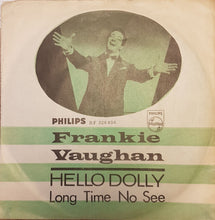 PHILIPS
Frankie
Vaughan
HELLO DOLLY
Long Time No See